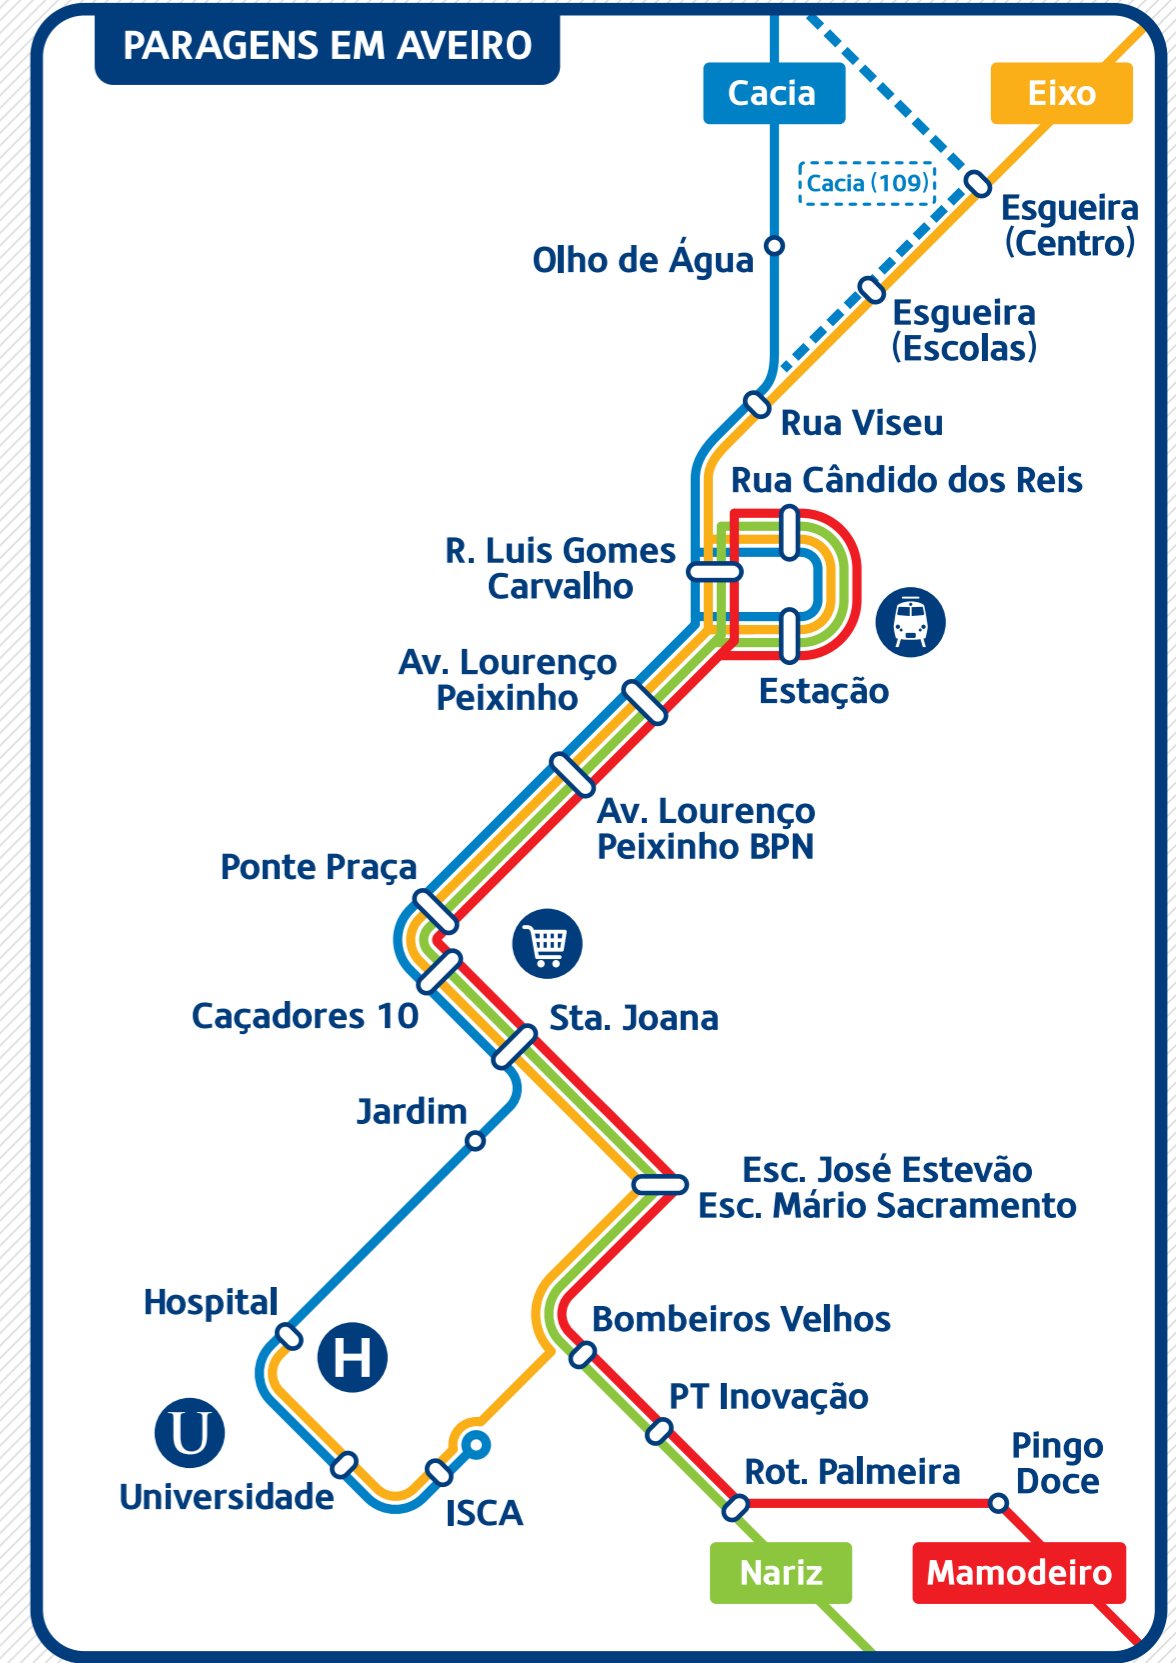 PARAGENS EM AVEIRO
Cacia
Eixo
Cacia (109)
Esgueira
(Centro)
Olho de Água
Esgueira
(Escolas)
Rua Viseu
Rua Cândido dos Reis
R. Luis Gomes
Carvalho
Av. Lourenço
Peixinho
Estação
Av. Lourenço
Peixinho BPN
Ponte Praça
Caçadores 10
Sta. Joana
Jardim
Esc. José Estevão
Esc. Mário Sacramento
Hospital
H
Bombeiros Velhos
PT Inovação
U
Universidade
ISCA
Rot. Palmeira
Pingo
Doce
Nariz
Mamodeiro